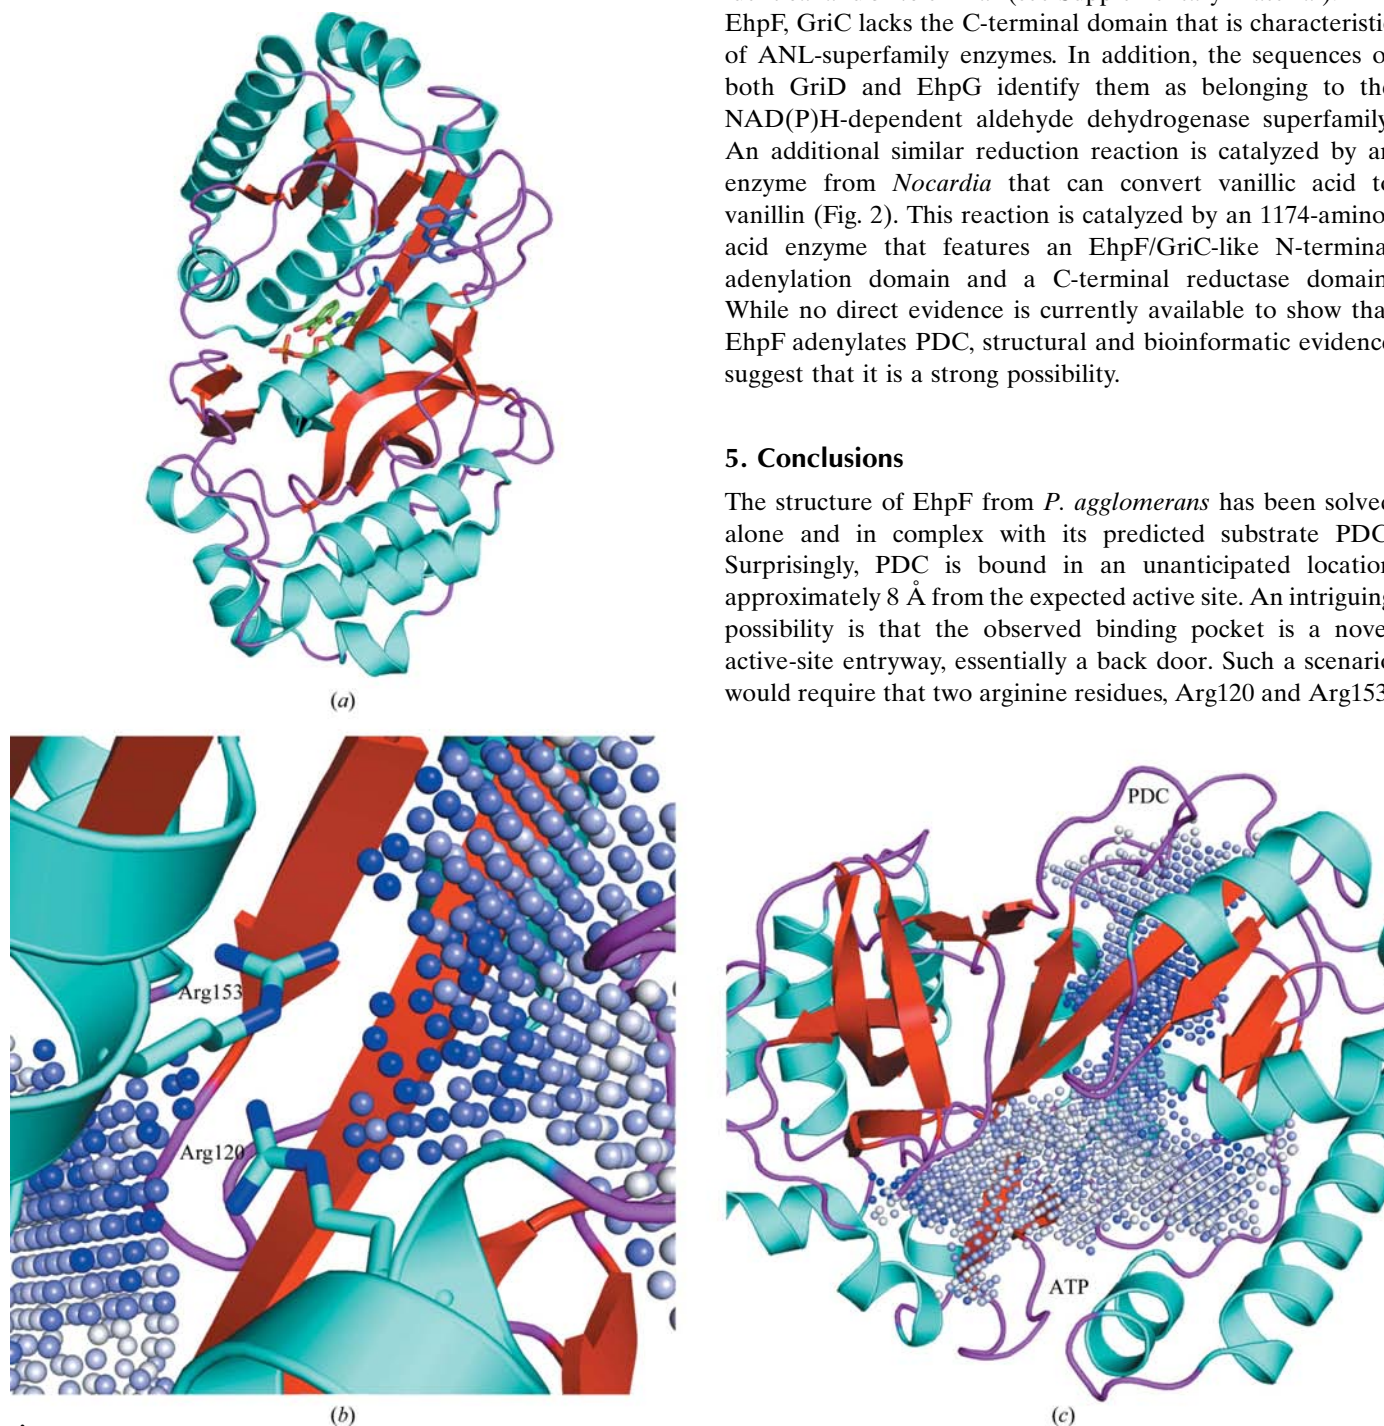 EhpF, GriC lacks the C-terminal domain that is characteristi
of ANL-superfamily enzymes. In addition, the sequences o
both GriD and EhpG identify them as belonging to the
NAD(P)H-dependent aldehyde dehydrogenase superfamily
An additional similar reduction reaction is catalyzed by an
enzyme from Nocardia that can convert vanillic acid to
vanillin (Fig. 2). This reaction is catalyzed by an 1174-amino
acid enzyme that features an EhpF/GriC-like N-termina
adenylation domain and a C-terminal reductase domain
While no direct evidence is currently available to show tha
EhpF adenylates PDC, structural and bioinformatic evidence
suggest that it is a strong possibility.
5. Conclusions
The structure of EhpF from P. agglomerans has been solved
alone and in complex with its predicted substrate PDC
Surprisingly, PDC is bound in an unanticipated location
approximately 8 Å from the expected active site. An intriguing
possibility is that the observed binding pocket is a nove
active-site entryway, essentially a back door. Such a scenario
would require that two arginine residues, Arg120 and Arg153
(a)
Arg153
Arg120
(b)
PDC
ATP
(c)